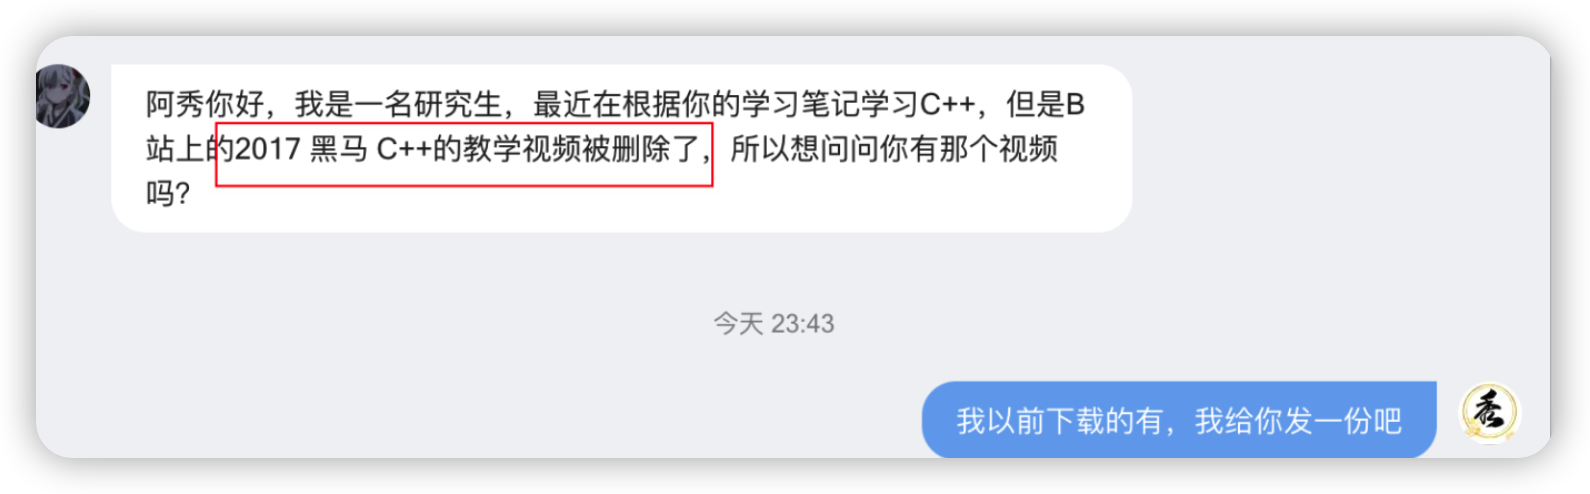 阿秀你好，我是一名研究生，最近在根据你的学习笔记学习C++，但是B
站上的2017 黑马 C++的教学视频被删除了，所以想问问你有那个视频
吗？
今天 23:43
我以前下载的有，我给你发一份吧
秀